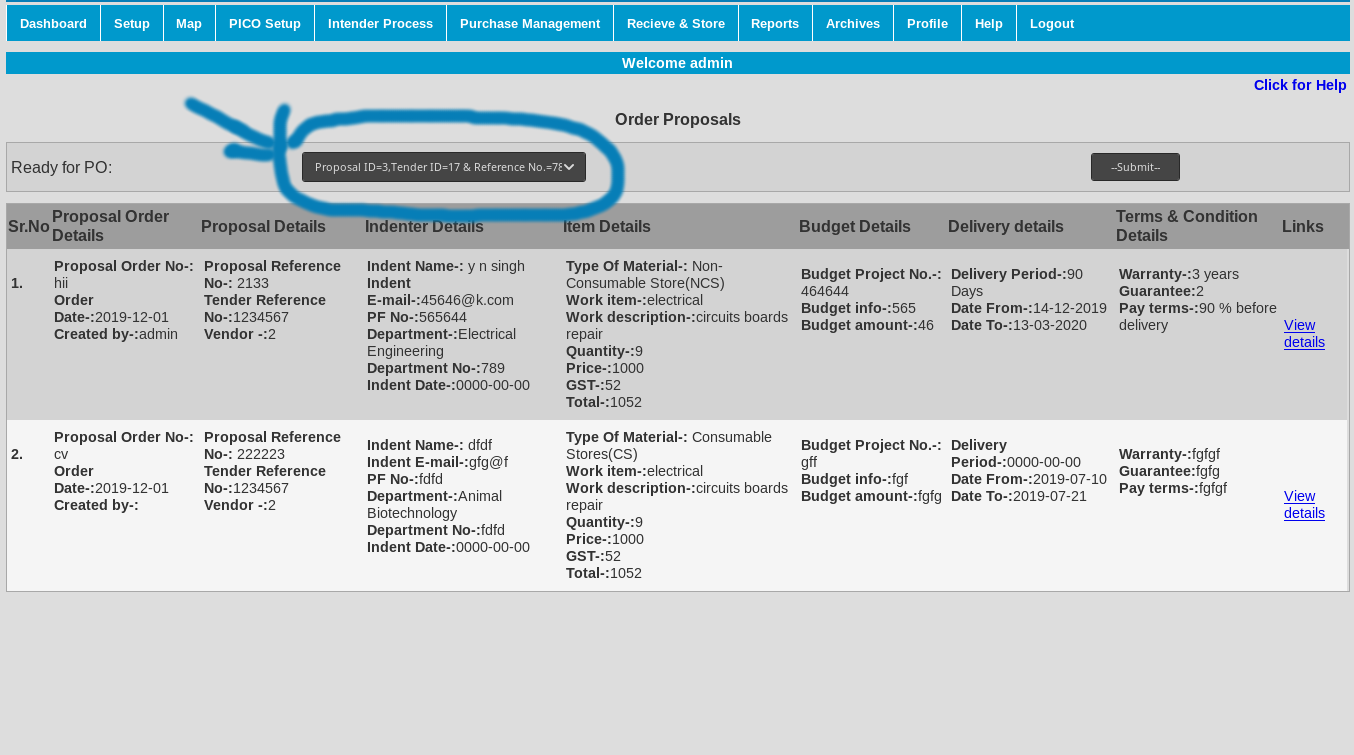 Dashboard Setup Map PICO Setup Intender Process Purchase Management Recieve & Store Reports Archives Profile Help Logout
Welcome admin
Click for Help
Order Proposals
Ready for PO: Proposal ID=3,Tender ID=17 & Reference No.=78 --Submit--
Sr.No Proposal Order Details Proposal Details Indenter Details Item Details Budget Details Delivery details Terms & Condition Details Links
1.
Proposal Order No-:
hii
Order
Date-:2019-12-01
Created by-:admin
Proposal Reference
No-: 2133
Tender Reference
No-:1234567
Vendor -:2
Indent Name-: y n singh
Indent
E-mail-:45646@k.com
PF No-:565644
Department-:Electrical
Engineering
Department No-:789
Indent Date-:0000-00-00
Type Of Material-: Non-
Consumable Store(NCS)
Work item-:electrical
Work description-:circuits boards
repair
Quantity-:9
Price-:1000
GST-:52
Total-:1052
Budget Project No.-:
464644
Budget info-:565
Budget amount-:46
Delivery Period-:90
Days
Date From-:14-12-2019
Date To-:13-03-2020
Warranty-:3 years
Guarantee:2
Pay terms-:90 % before
delivery
View
details
2.
Proposal Order No-:
cv
Order
Date-:2019-12-01
Created by-:
Proposal Reference
No-: 222223
Tender Reference
No-:1234567
Vendor -:2
Indent Name-: dfdf
Indent E-mail-:gfg@f
PF No-:fdfd
Department-:Animal
Biotechnology
Department No-:fdfd
Indent Date-:0000-00-00
Type Of Material-: Consumable
Stores(CS)
Work item-:electrical
Work description-:circuits boards
repair
Quantity-:9
Price-:1000
GST-:52
Total-:1052
Budget Project No.-:
gff
Budget info-:fgf
Budget amount-:fgfg
Delivery
Period-:0000-00-00
Date From-:2019-07-10
Date To-:2019-07-21
Warranty-:fgfgf
Guarantee:fgfg
Pay terms-:fgfgf
View
details